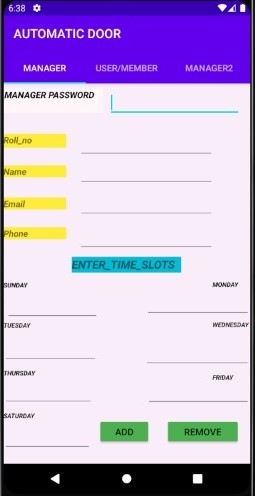 6:38
AUTOMATIC DOOR
MANAGER USER/MEMBER MANAGER2
MANAGER PASSWORD
Roll_no
Name
Email
Phone
ENTER_TIME_SLOTS
SUNDAY MONDAY
TUESDAY WEDNESDAY
THURSDAY FRIDAY
SATURDAY
ADD REMOVE